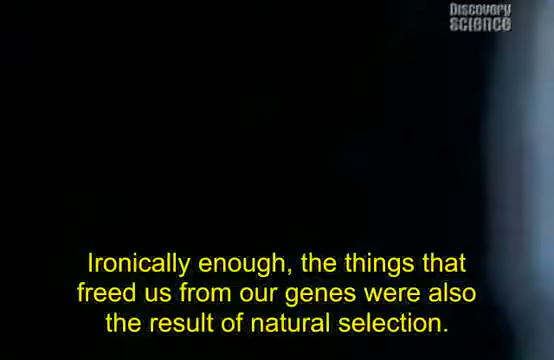 Discovery
SCIENCE
Ironically enough, the things that
freed us from our genes were also
the result of natural selection.